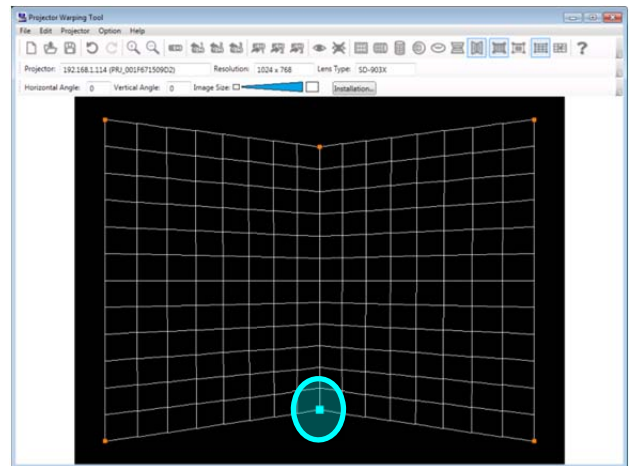 Projector Warping Tool
File Edit Projector Option Help
?
Projector: 192.168.1.114 (PRJ_001F671509D2) Resolution: 1024 x 768 Lens Type: SD-903X
Horizontal Angle: 0 Vertical Angle: 0 Image Size: Installation...